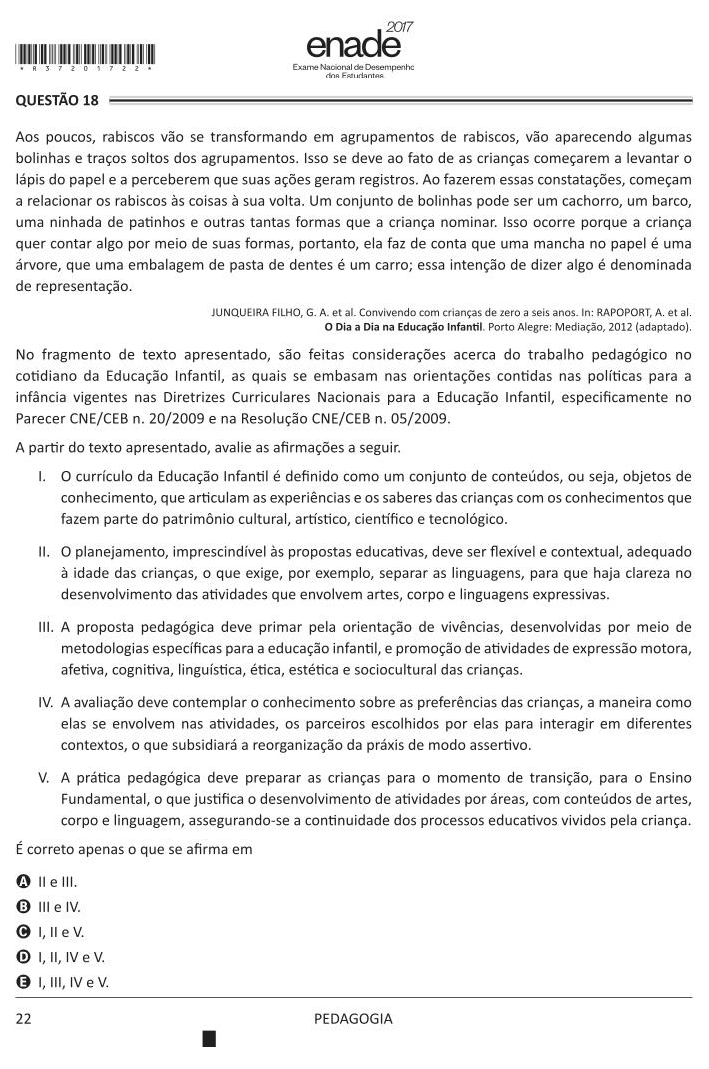 2017
enade
Exame Nacional de Desempenho
dos Estudantes
*R3720172​2*
QUESTÃO 18
Aos poucos, rabiscos vão se transformando em agrupamentos de rabiscos, vão aparecendo algumas
bolinhas e traços soltos dos agrupamentos. Isso se deve ao fato de as crianças começarem a levantar o
lápis do papel e a perceberem que suas ações geram registros. Ao fazerem essas constatações, começam
a relacionar os rabiscos às coisas à sua volta. Um conjunto de bolinhas pode ser um cachorro, um barco,
uma ninhada de patinhos e outras tantas formas que a criança nominar. Isso ocorre porque a criança
quer contar algo por meio de suas formas, portanto, ela faz de conta que uma mancha no papel é uma
árvore, que uma embalagem de pasta de dentes é um carro; essa intenção de dizer algo é denominada
de representação.
JUNQUEIRA FILHO, G. A. et al. Convivendo com crianças de zero a seis anos. In: RAPOPORT, A. et al.
O Dia a Dia na Educação Infantil. Porto Alegre: Mediação, 2012 (adaptado).
No fragmento de texto apresentado, são feitas considerações acerca do trabalho pedagógico no
cotidiano da Educação Infantil, as quais se embasam nas orientações contidas nas políticas para a
infância vigentes nas Diretrizes Curriculares Nacionais para a Educação Infantil, especificamente no
Parecer CNE/CEB n. 20/2009 e na Resolução CNE/CEB n. 05/2009.
A partir do texto apresentado, avalie as afirmações a seguir.
I. O currículo da Educação Infantil é definido como um conjunto de conteúdos, ou seja, objetos de
conhecimento, que articulam as experiências e os saberes das crianças com os conhecimentos que
fazem parte do patrimônio cultural, artístico, científico e tecnológico.
II. O planejamento, imprescindível às propostas educativas, deve ser flexível e contextual, adequado
à idade das crianças, o que exige, por exemplo, separar as linguagens, para que haja clareza no
desenvolvimento das atividades que envolvem artes, corpo e linguagens expressivas.
III. A proposta pedagógica deve primar pela orientação de vivências, desenvolvidas por meio de
metodologias específicas para a educação infantil, e promoção de atividades de expressão motora,
afetiva, cognitiva, linguística, ética, estética e sociocultural das crianças.
IV. A avaliação deve contemplar o conhecimento sobre as preferências das crianças, a maneira como
elas se envolvem nas atividades, os parceiros escolhidos por elas para interagir em diferentes
contextos, o que subsidiará a reorganização da práxis de modo assertivo.
V. A prática pedagógica deve preparar as crianças para o momento de transição, para o Ensino
Fundamental, o que justifica o desenvolvimento de atividades por áreas, com conteúdos de artes,
corpo e linguagem, assegurando-se a continuidade dos processos educativos vividos pela criança.
É correto apenas o que se afirma em
A II e III.
B III e IV.
C I, II e V.
D I, II, IV e V.
E I, III, IV e V.
22
PEDAGOGIA